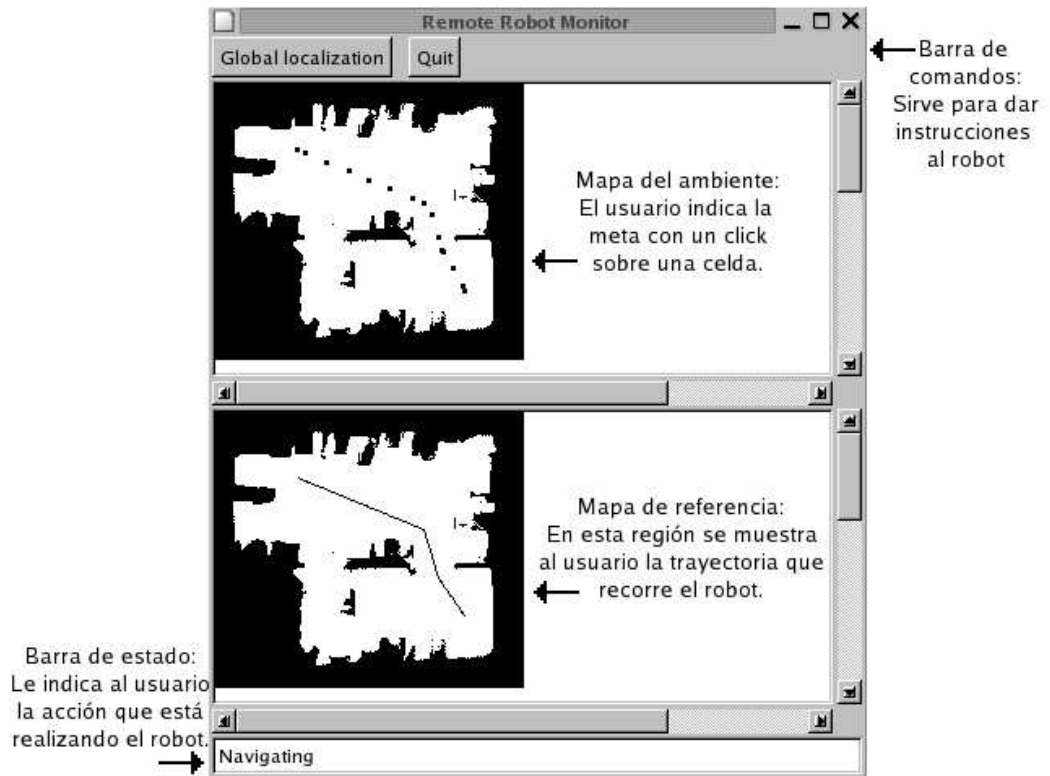 Remote Robot Monitor
Global localization
Quit
Barra de
comandos:
Sirve para dar
instrucciones
al robot
Mapa del ambiente:
El usuario indica la
meta con un click
sobre una celda.
Mapa de referencia:
En esta región se muestra
al usuario la trayectoria que
recorre el robot.
Barra de estado:
Le indica al usuario
la acción que está
realizando el robot.
Navigating